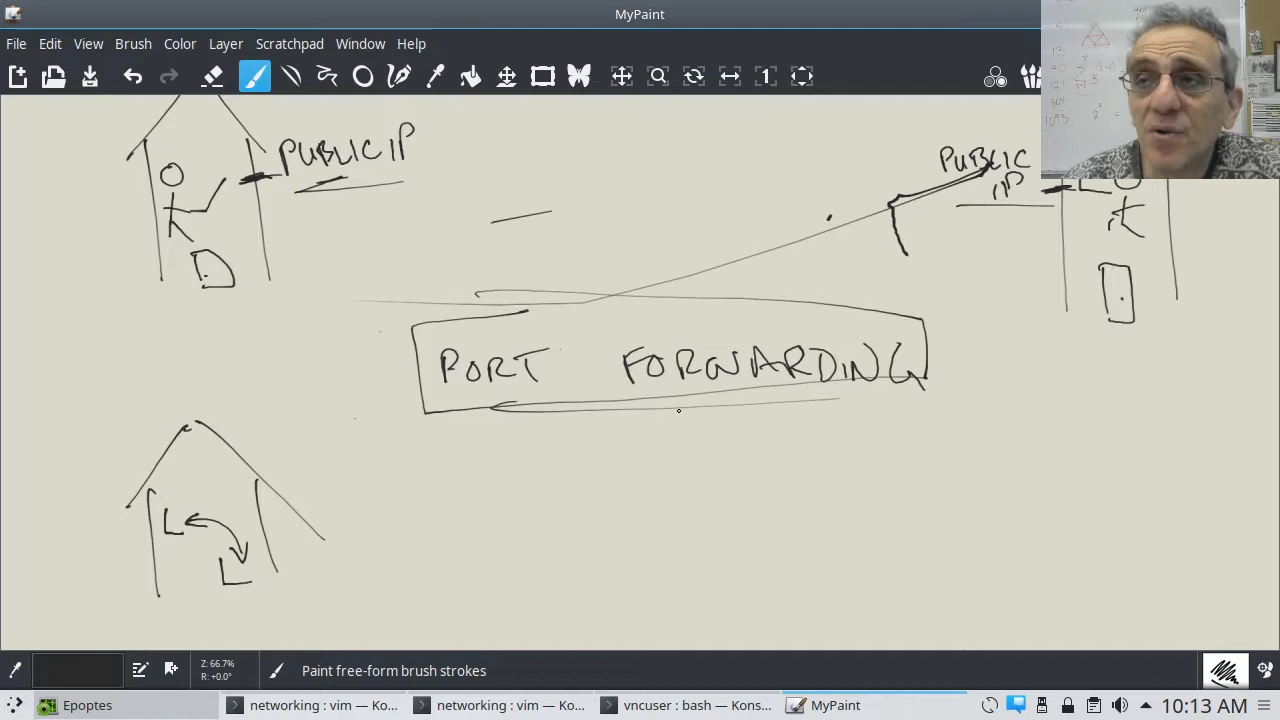 MyPaint
File Edit View Brush Color Layer Scratchpad Window Help
PUBLIC IP
PUBLIC
IP
PORT FORWARDING
L
L
Z: 66.7%
R: +0.0°
Paint free-form brush strokes
Epoptes
networking : vim — Ko...
networking : vim — Ko...
vncuser : bash — Kons...
MyPaint
10:13 AM